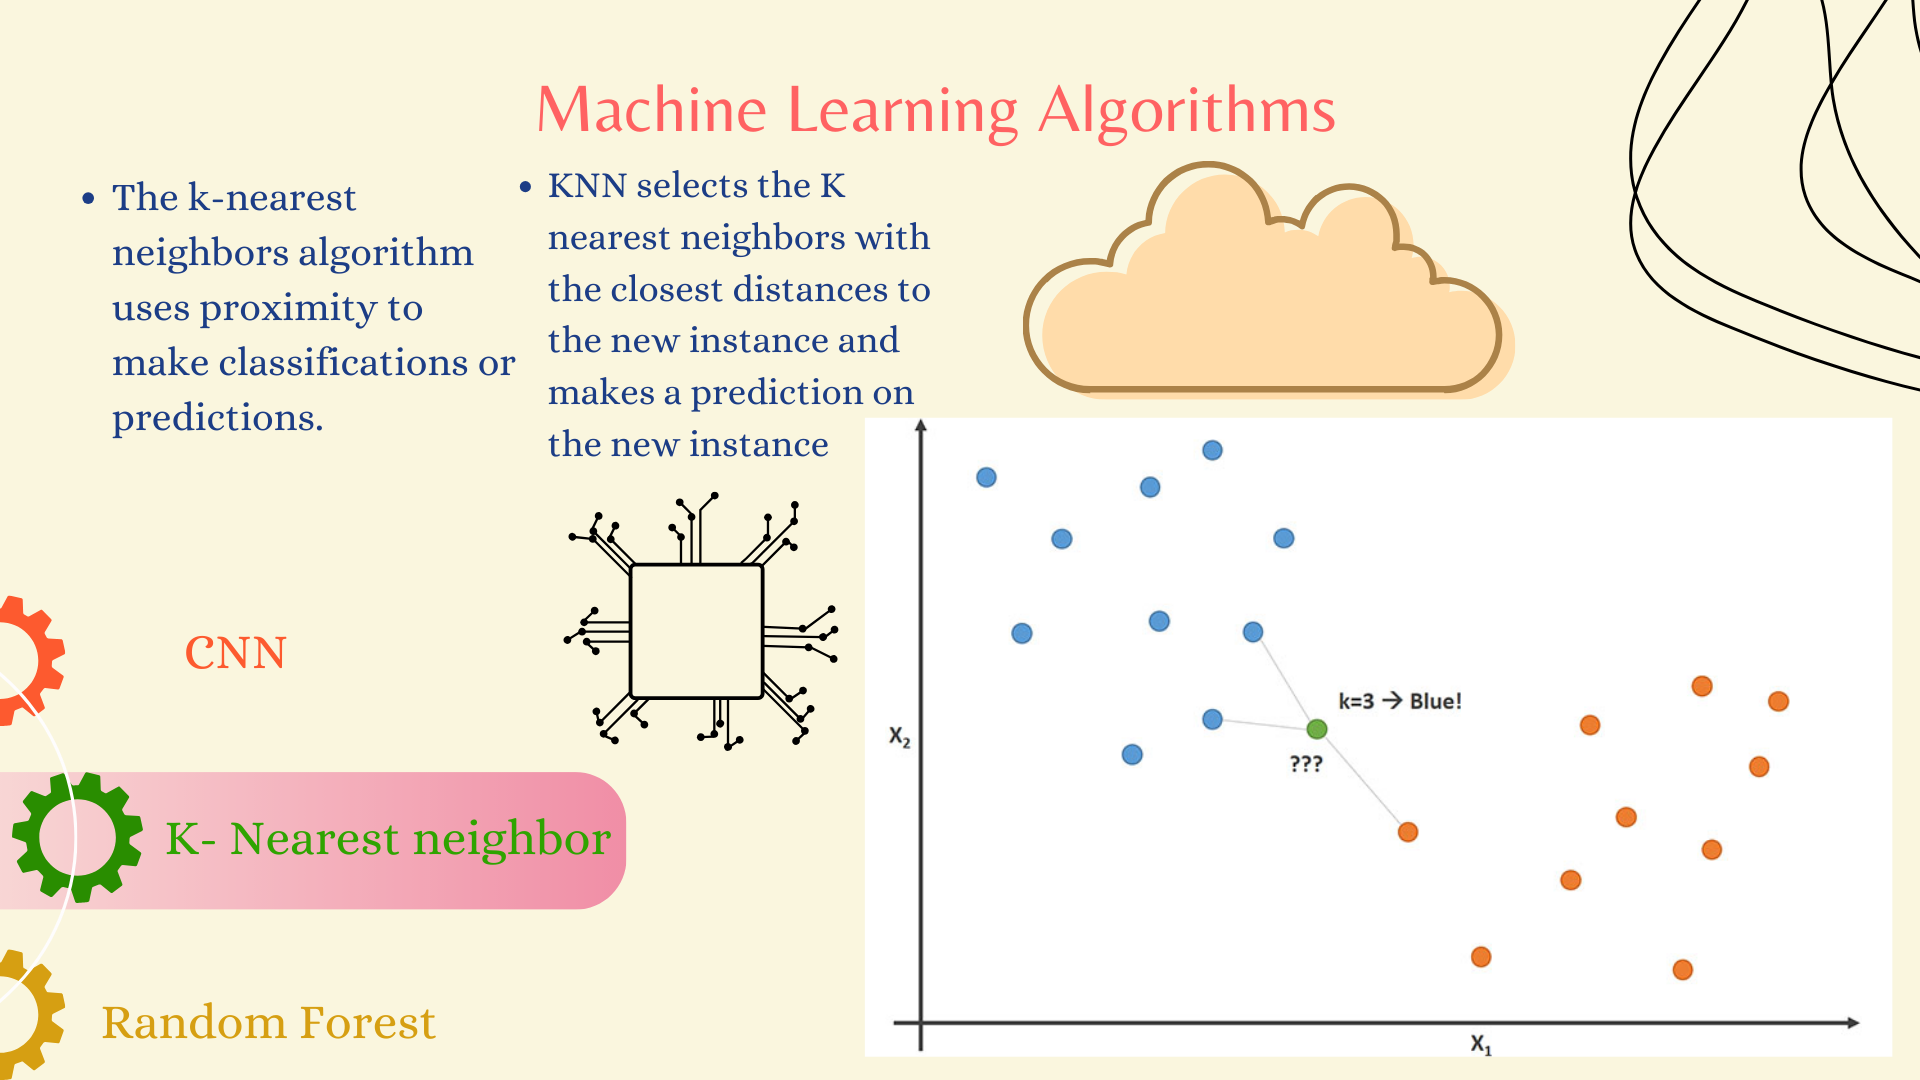 Machine Learning Algorithms
• The k-nearest
neighbors algorithm
uses proximity to
make classifications or
predictions.
• KNN selects the K
nearest neighbors with
the closest distances to
the new instance and
makes a prediction on
the new instance
CNN
K- Nearest neighbor
Random Forest
k=3 → Blue!
???
X₂
X₁